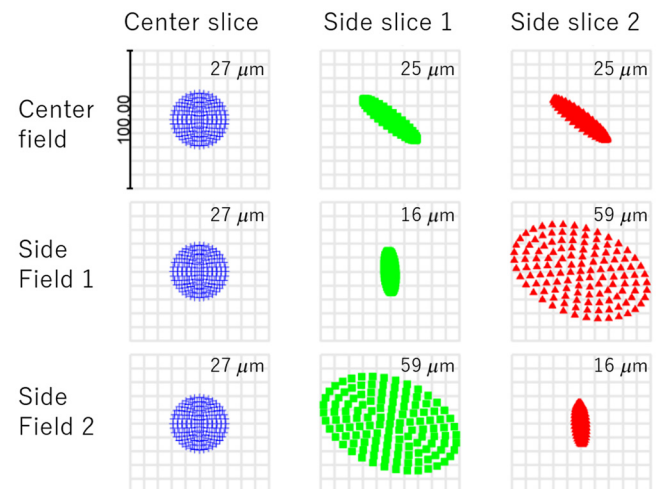 Center slice Side slice 1 Side slice 2
Center
field
100.00
27 μm 25 μm 25 μm
Side
Field 1
27 μm 16 μm 59 μm
Side
Field 2
27 μm 59 μm 16 μm